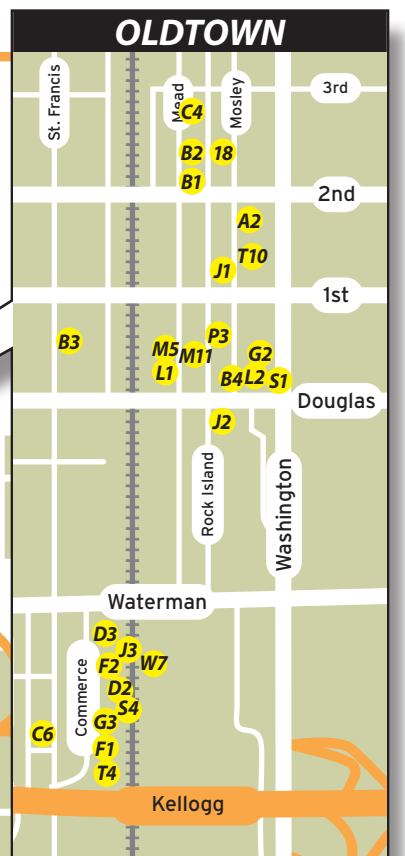 OLDTOWN
St. Francis
Mead
Mosley
3rd
C4
B2
18
B1
2nd
A2
T10
J1
1st
B3
P3
M5
M11
G2
L1
B4
L2
S1
Douglas
J2
Rock Island
Washington
Waterman
D3
J3
F2
W7
Commerce
D2
S4
G3
C6
F1
T4
Kellogg